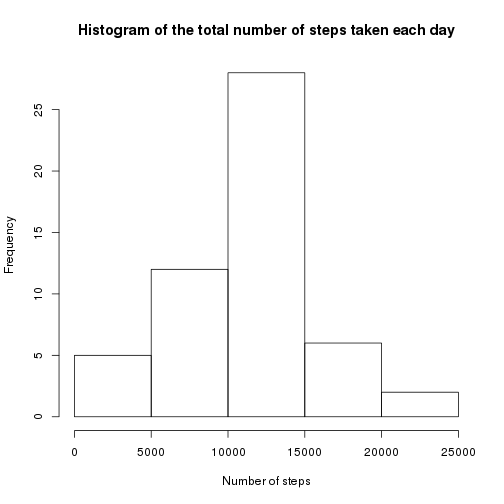 Histogram of the total number of steps taken each day
Frequency
25
20
15
10
5
0
0 5000 10000 15000 20000 25000
Number of steps